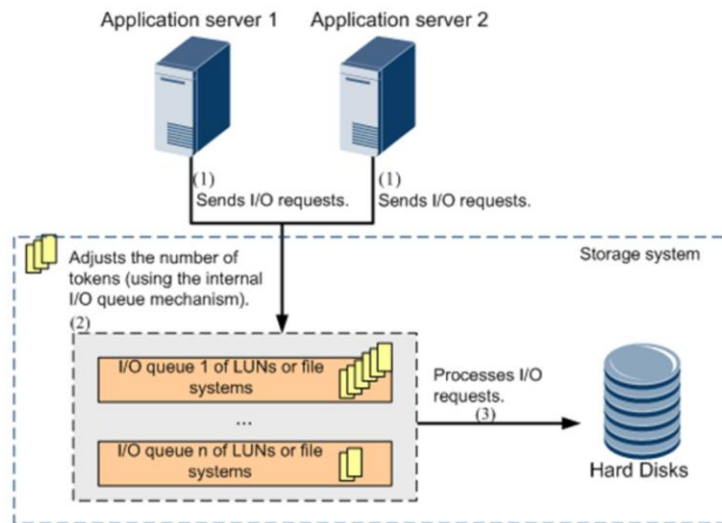 Application server 1
Application server 2
(1)
Sends I/O requests.
(1)
Sends I/O requests.
Storage system
Adjusts the number of
tokens (using the internal
I/O queue mechanism).
(2)
I/O queue 1 of LUNs or file
systems
...
I/O queue n of LUNs or file
systems
Processes I/O
requests.
(3)
Hard Disks